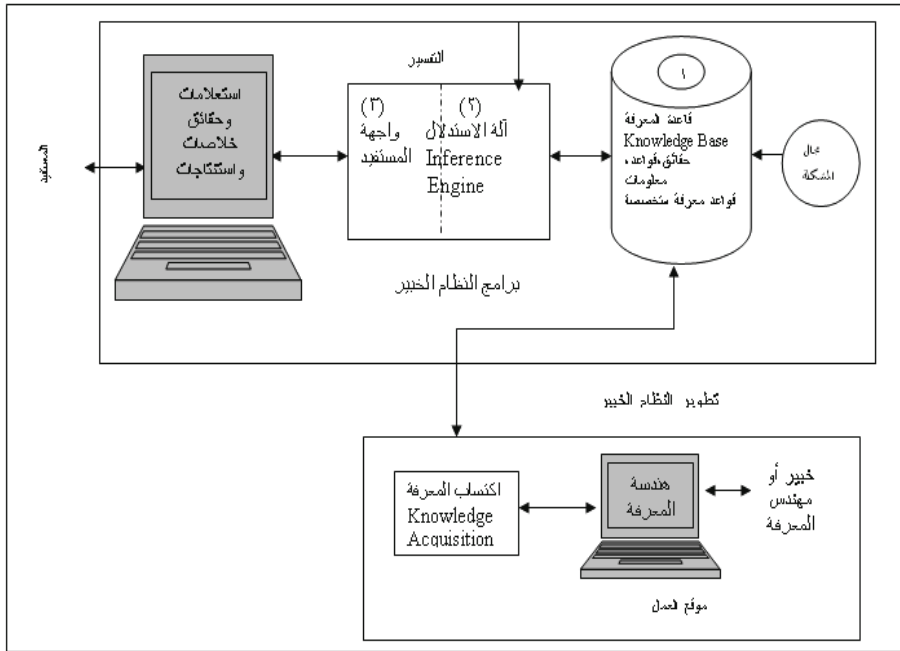 التفسير
١
قاعدة المعرفة
Knowledge Base
حقائق،قواعد،
معلومات
قواعد معرفة متخصصة
مجال
المشكلة
(٢)
آلة الاستدلال
Inference
Engine
(٣)
واجهة
المستفيد
استعلامات
وحقائق
خلاصات
واستنتاجات
المستفيد
برامج النظام الخبير
تطوير النظام الخبير
خبير أو
مهندس
المعرفة
هندسة
المعرفة
اكتساب المعرفة
Knowledge
Acquisition
موقع العمل